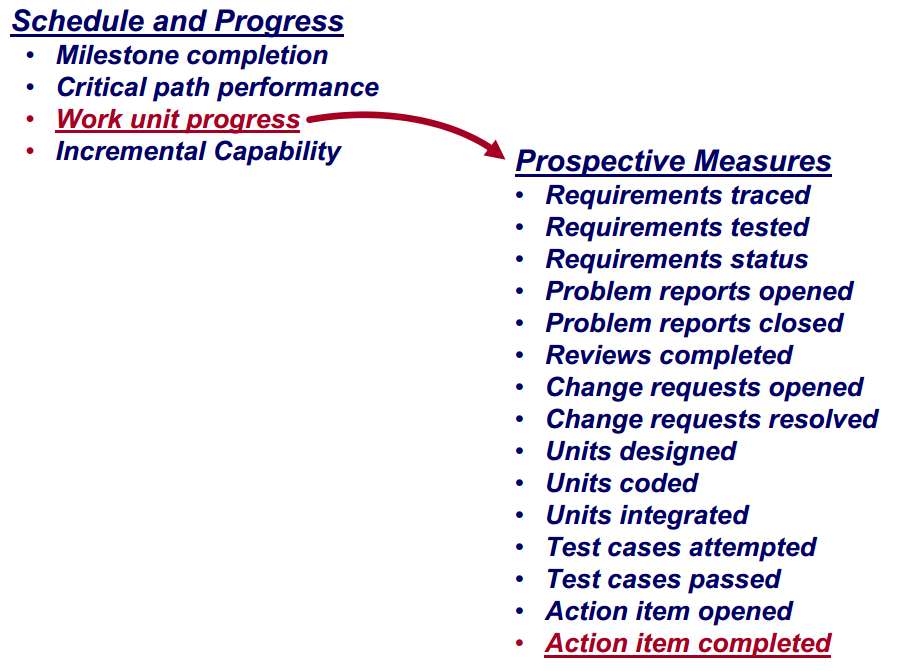 Schedule and Progress
• Milestone completion
• Critical path performance
• Work unit progress
• Incremental Capability
Prospective Measures
• Requirements traced
• Requirements tested
• Requirements status
• Problem reports opened
• Problem reports closed
• Reviews completed
• Change requests opened
• Change requests resolved
• Units designed
• Units coded
• Units integrated
• Test cases attempted
• Test cases passed
• Action item opened
• Action item completed